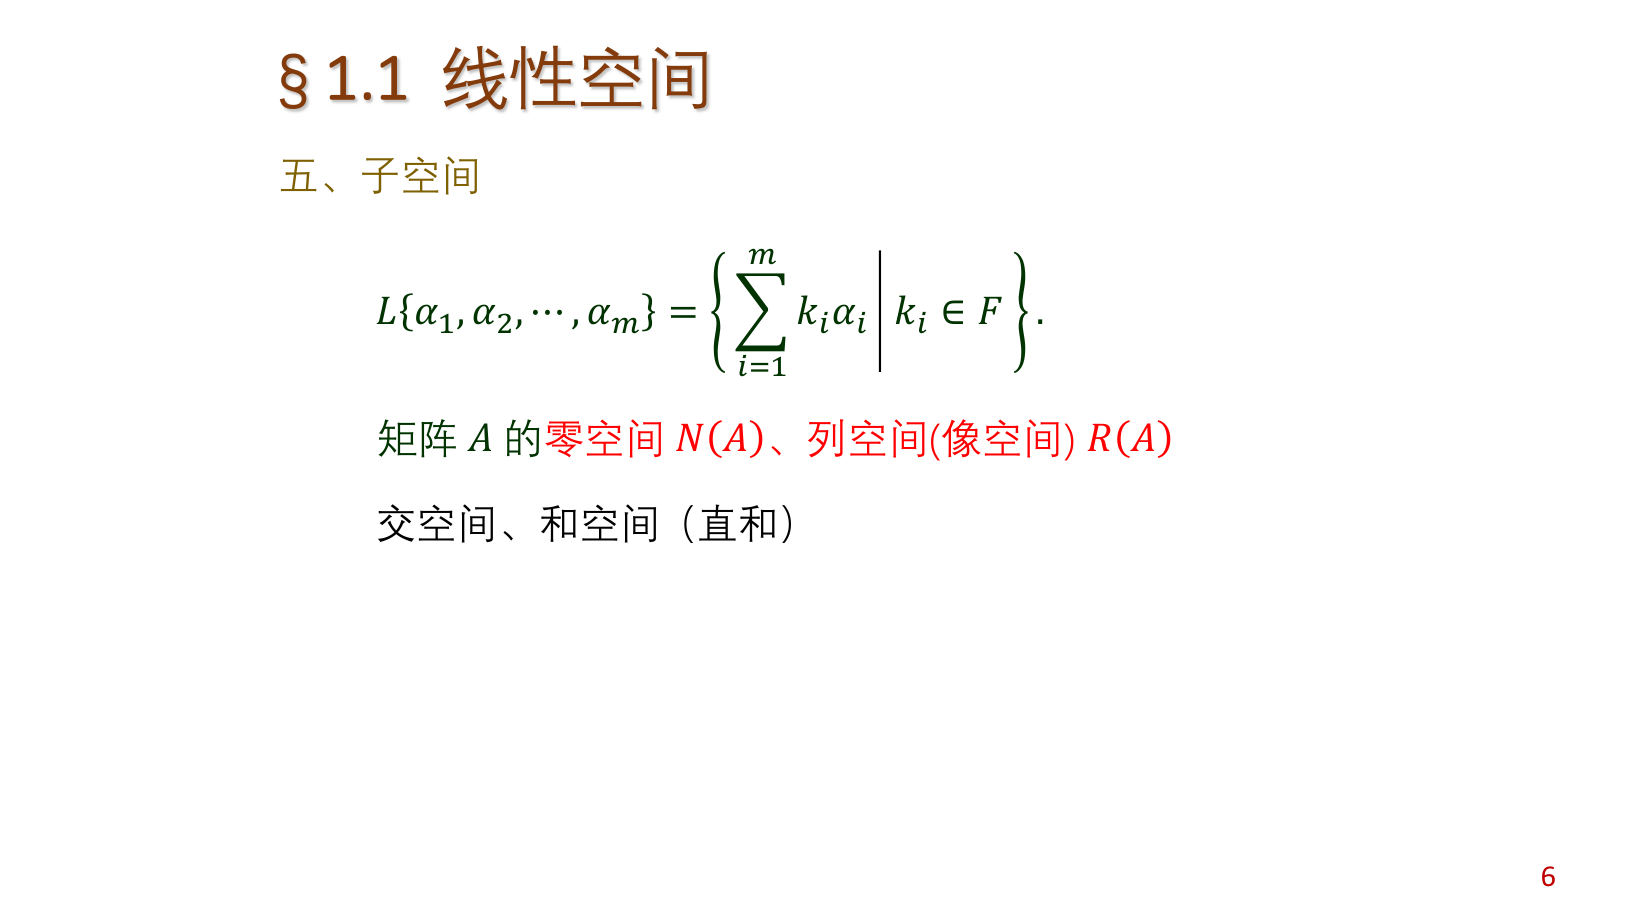 § 1.1 线性空间
五、子空间
L{α₁, α₂, ⋯, αₘ} = { ∑ᵢ₌₁ᵐ kᵢαᵢ | kᵢ ∈ F } .
矩阵 A 的零空间 N(A)、列空间(像空间) R(A)
交空间、和空间（直和）
6